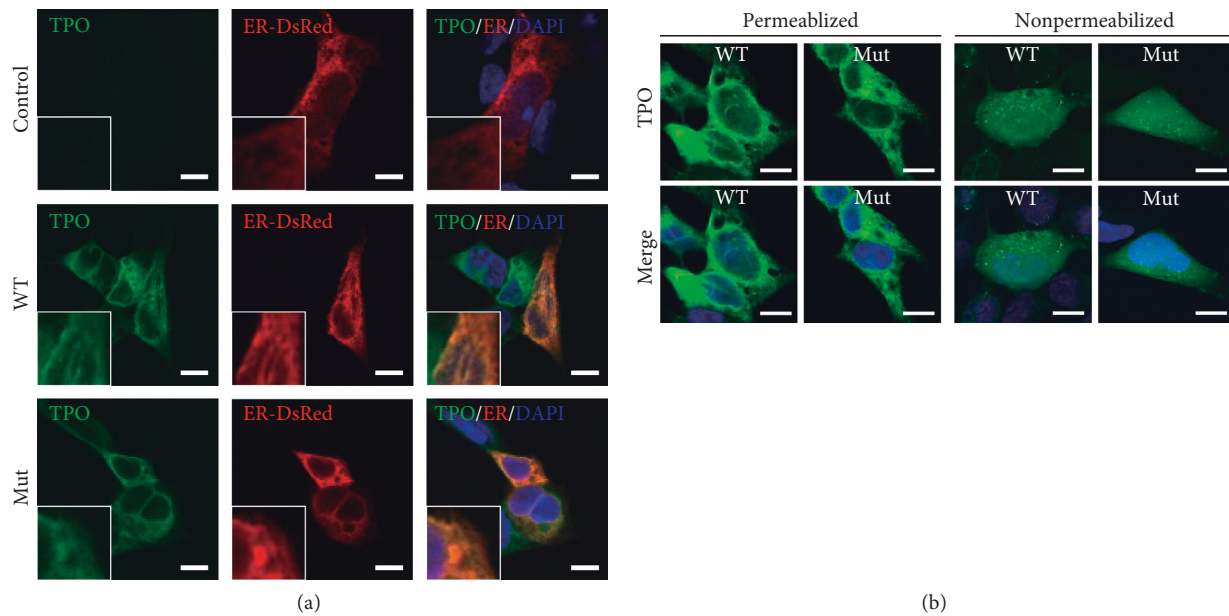 TPO
ER-DsRed
TPO/ER/DAPI
Control
TPO
ER-DsRed
TPO/ER/DAPI
WT
TPO
ER-DsRed
TPO/ER/DAPI
Mut
(a)
Permeablized
Nonpermeabilized
WT
Mut
WT
Mut
TPO
WT
Mut
WT
Mut
Merge
(b)